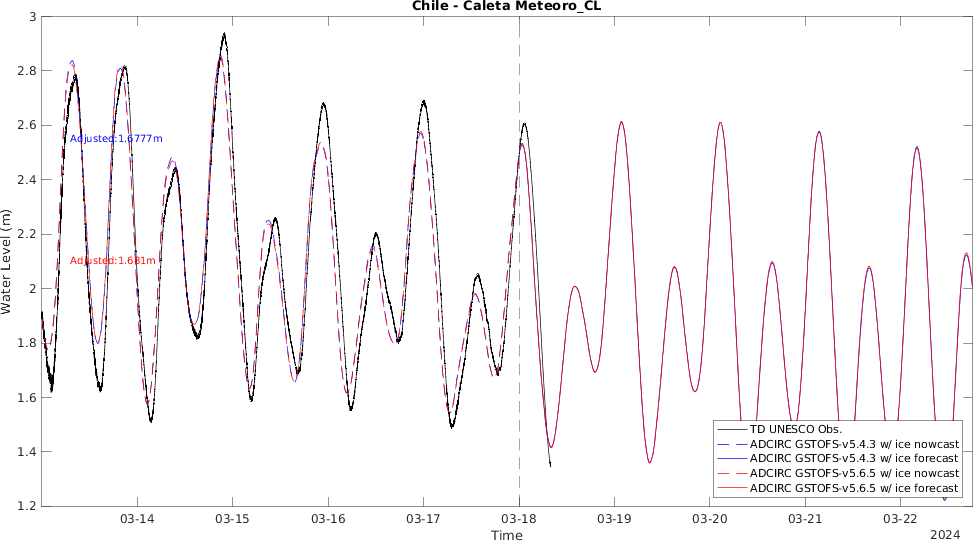 Chile - Caleta Meteoro_CL
3
2.8
2.6
2.4
2.2
2
1.8
1.6
1.4
1.2
Water Level (m)
Adjusted:1.6777m
Adjusted:1.681m
TD UNESCO Obs.
ADCIRC GSTOFS-v5.4.3 w/ ice nowcast
ADCIRC GSTOFS-v5.4.3 w/ ice forecast
ADCIRC GSTOFS-v5.6.5 w/ ice nowcast
ADCIRC GSTOFS-v5.6.5 w/ ice forecast
03-14 03-15 03-16 03-17 03-18 03-19 03-20 03-21 03-22
Time
2024